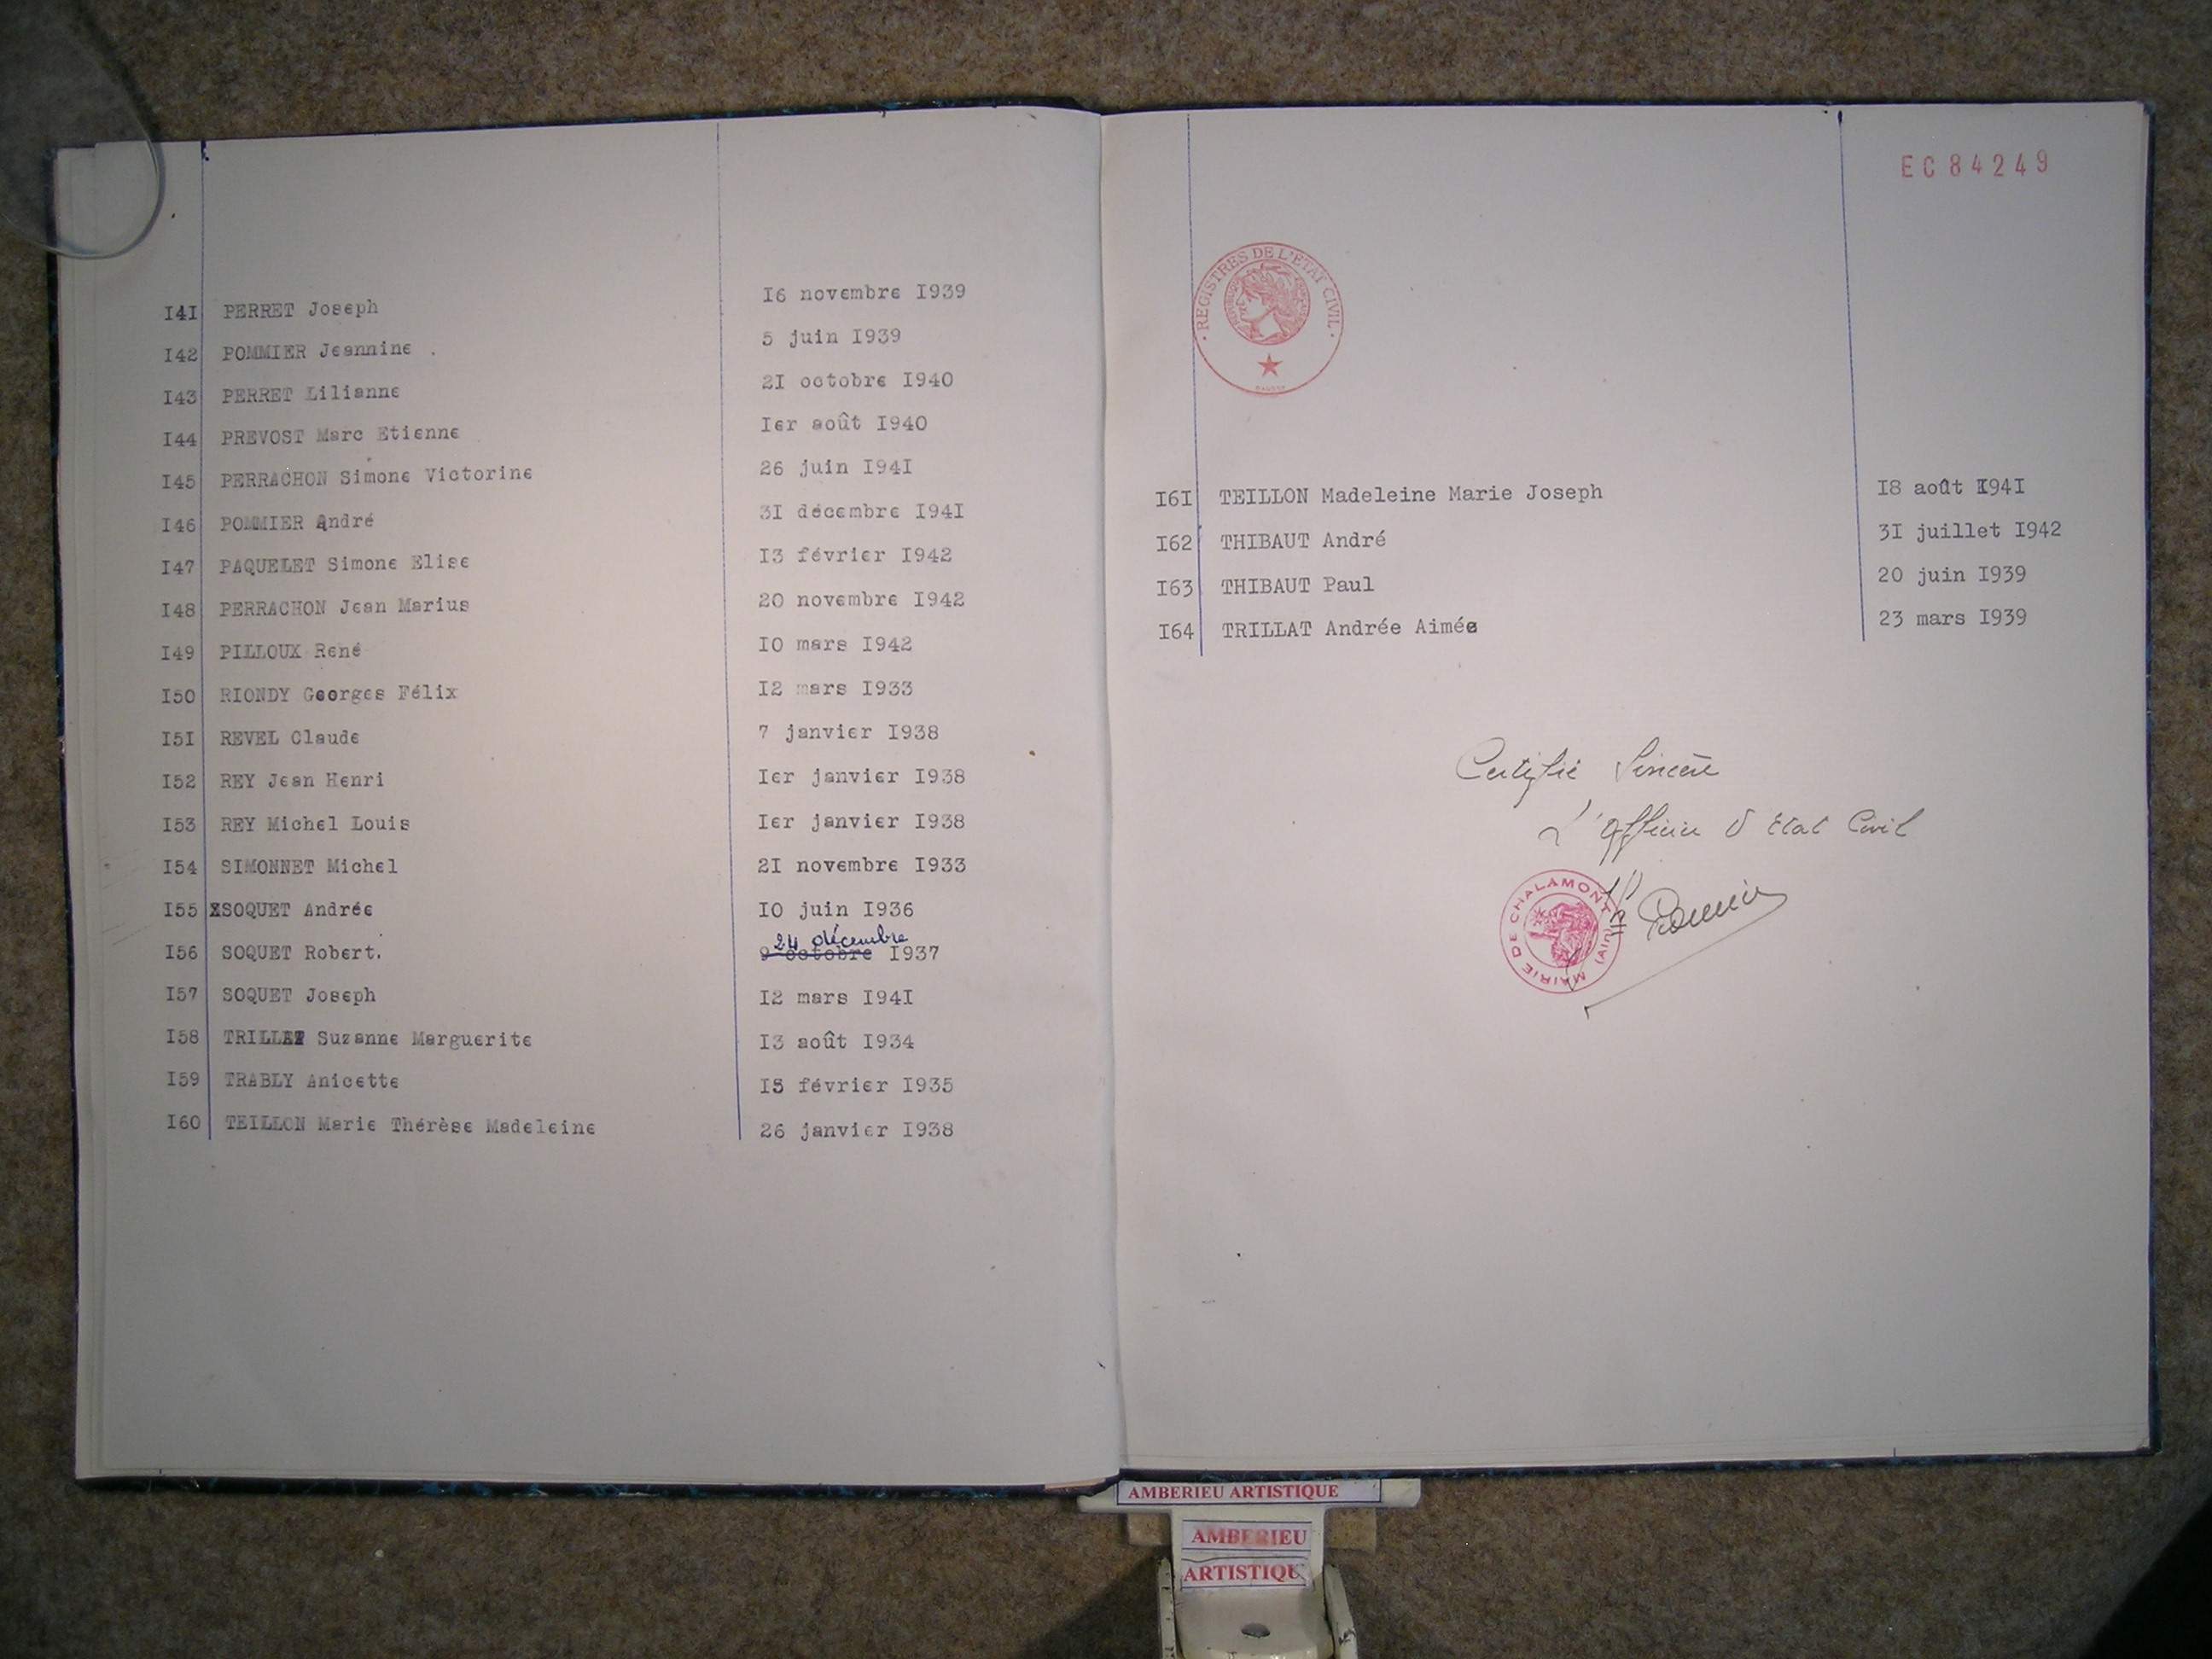 I4I PERRET Joseph 16 novembre I939
I42 POMMIER Jeannine . 5 juin I939
I43 PERRET Lilianne 2I octobre I940
I44 PREVOST Marc Etienne Ier août I940
I45 PERRACHON Simone Victorine 26 juin I94I
I46 POMMIER André 3I décembre I94I
I47 PAQUELET Simone Elise I3 février I942
I48 PERRACHON Jean Marius 20 novembre I942
I49 PILLOUX René IO mars I942
I50 RIONDY Georges Félix I2 mars I933
I5I REVEL Claude 7 janvier I938
I52 REY Jean Henri Ier janvier I938
I53 REY Michel Louis Ier janvier I938
I54 SIMONNET Michel 2I novembre I933
I55 XSOQUET Andrée IO juin I936
24 décembre
I56 SOQUET Robert. 9 octobre I937
I57 SOQUET Joseph I2 mars I94I
I58 TRILLAT Suzanne Marguerite I3 août I934
I59 TRABLY Anicette I5 février I935
I60 TEILLON Marie Thérèse Madeleine 26 janvier I938
EC84249
REGISTRES DE L'ETAT CIVIL
I6I TEILLON Madeleine Marie Joseph I8 août I94I
I62 THIBAUT André 3I juillet I942
I63 THIBAUT Paul 20 juin I939
I64 TRILLAT Andrée Aimée 23 mars I939
Certifié Sincère
L'Officier d'Etat Civil
MAIRIE DE CHALAMONT (Ain)
AMBERIEU ARTISTIQUE
AMBERIEU
ARTISTIQU